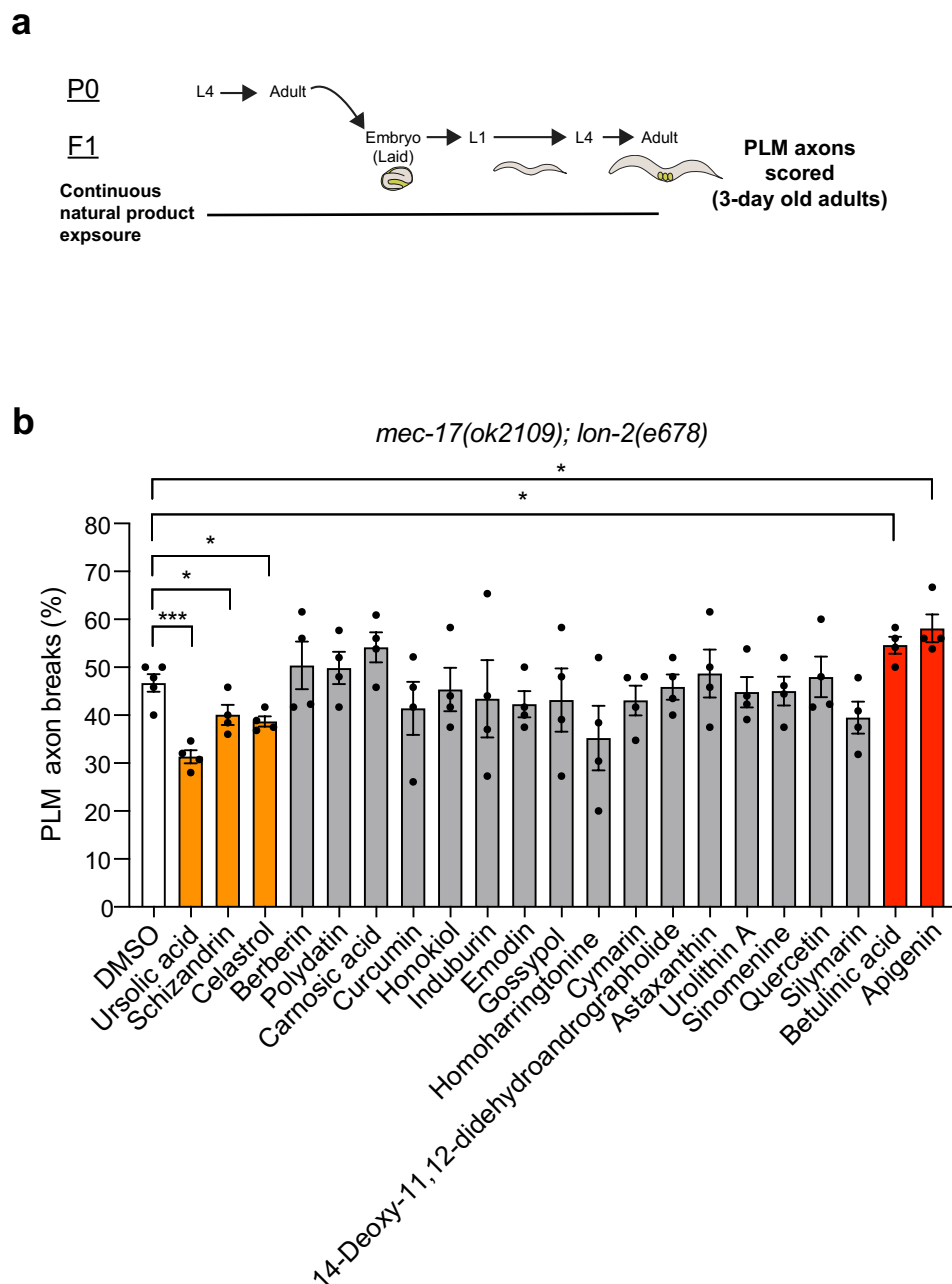 a
P0
L4
Adult
F1
Embryo
(Laid)
L1
L4
Adult
PLM axons
scored
(3-day old adults)
Continuous
natural product
expsoure
b
mec-17(ok2109); lon-2(e678)
*
*
*
*
***
PLM axon breaks (%)
80
70
60
50
40
30
20
10
0
DMSO
Ursolic acid
Schizandrin
Celastrol
Berberin
Polydatin
Carnosic acid
Curcumin
Honokiol
Induburin
Emodin
Gossypol
Homoharringtonine
Cymarin
14-Deoxy-11,12-didehydroandrographolide
Astaxanthin
Urolithin A
Sinomenine
Quercetin
Silymarin
Betulinic acid
Apigenin